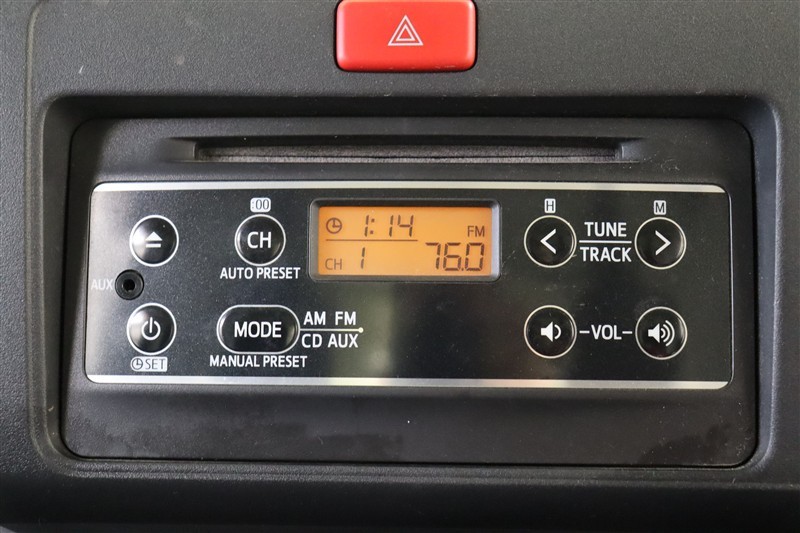 :00
H
M
CH
AUTO PRESET
1:14
FM
CH 1 76.0
TUNE
TRACK
AUX
MODE
AM FM
CD AUX
MANUAL PRESET
VOL
SET